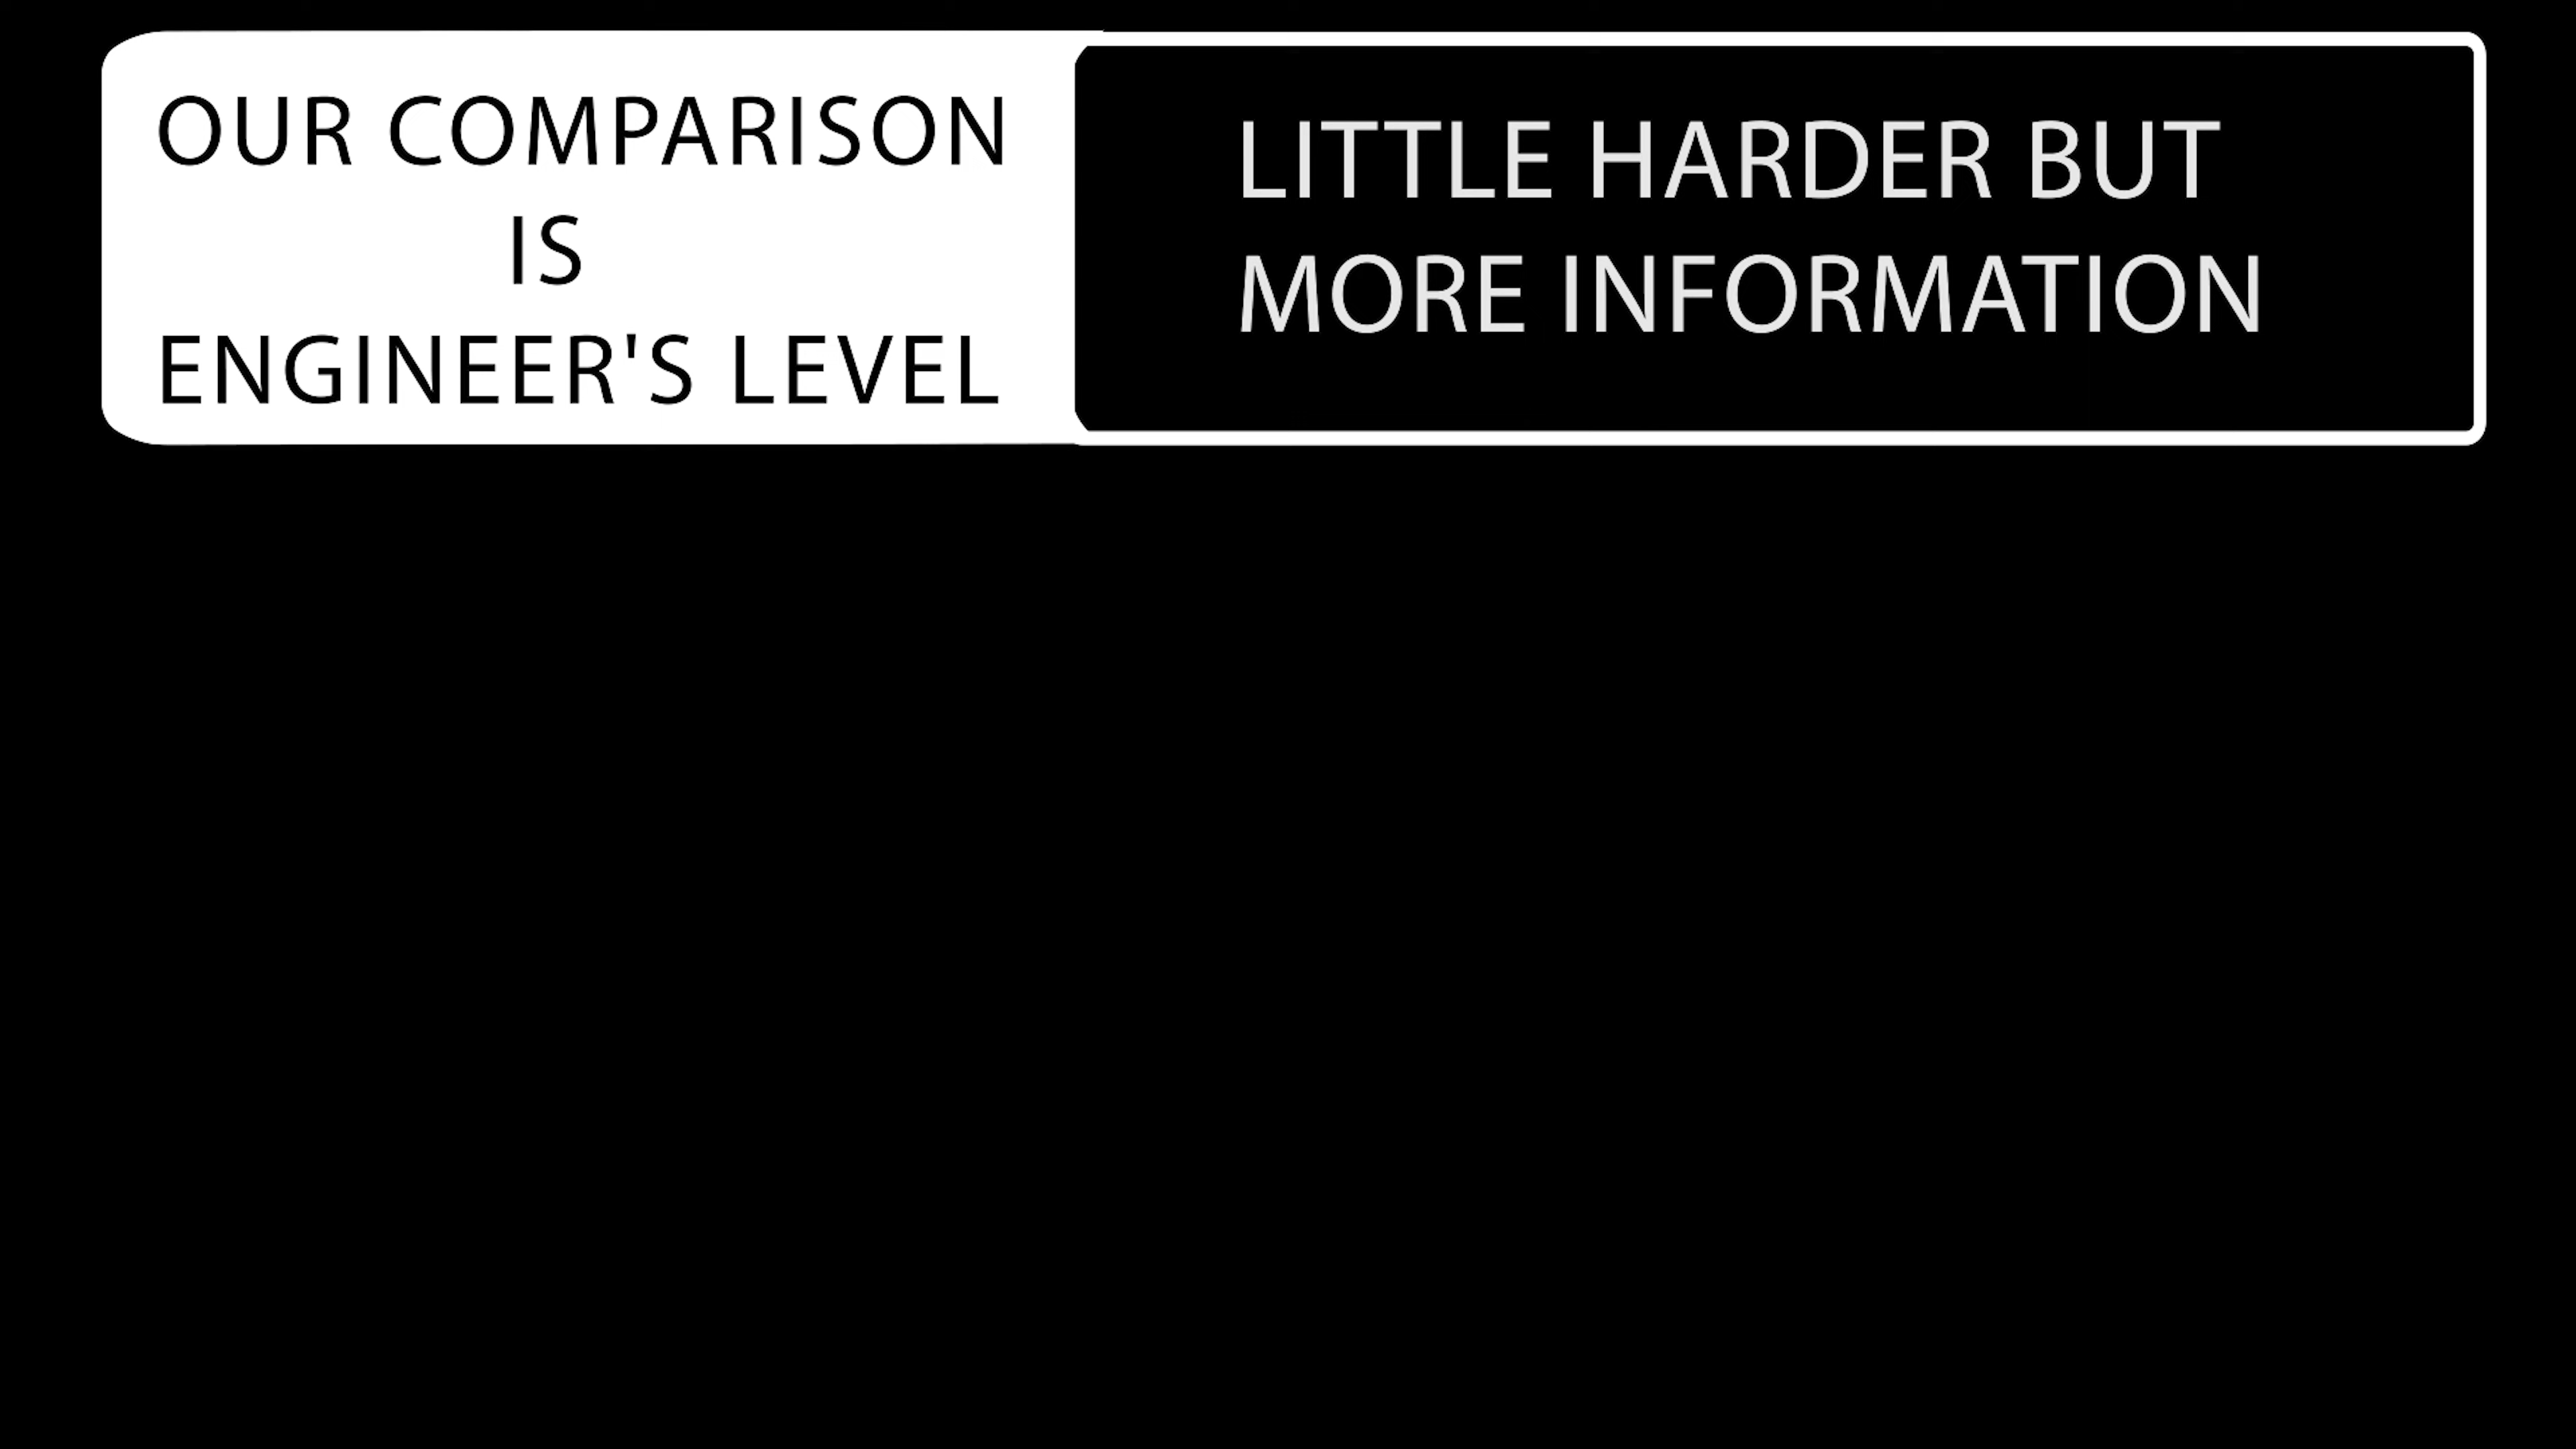 OUR COMPARISON
IS
ENGINEER'S LEVEL
LITTLE HARDER BUT
MORE INFORMATION